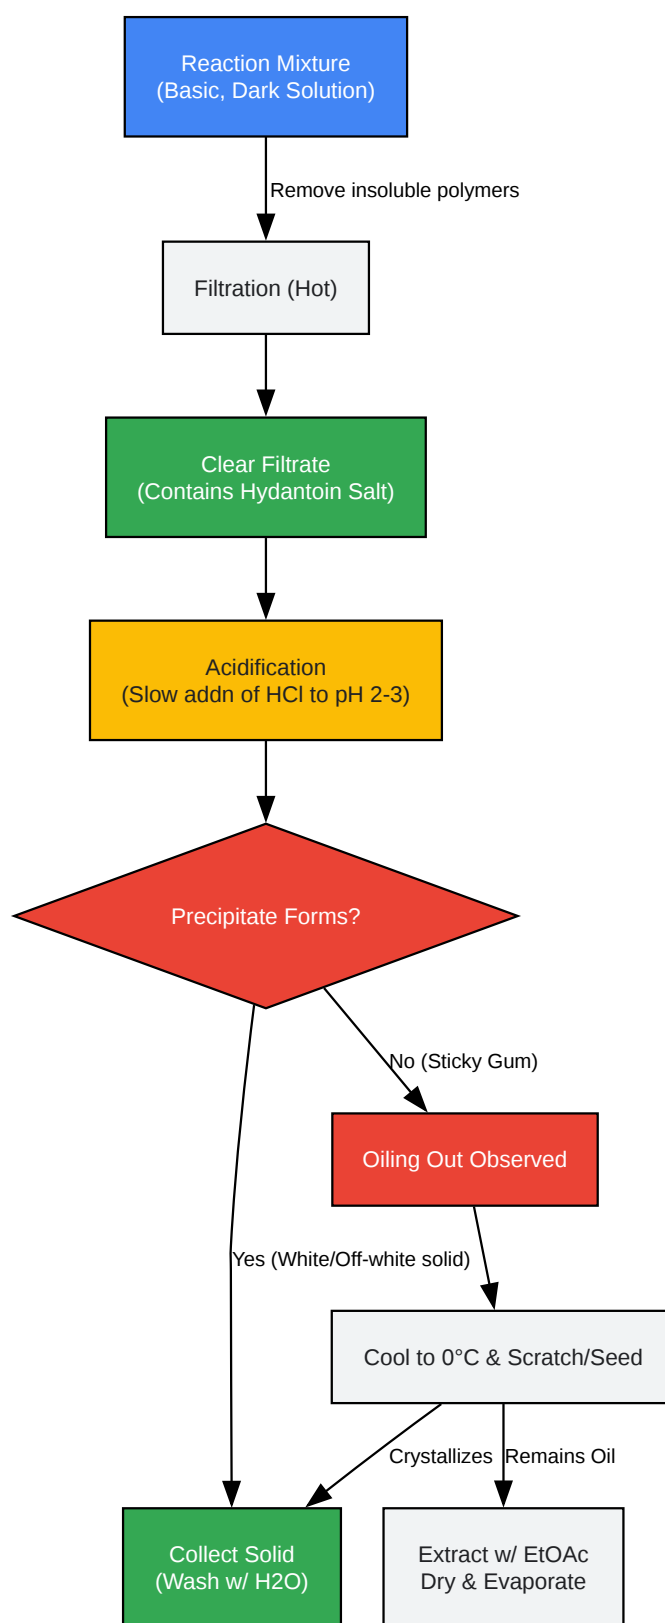 Reaction Mixture
(Basic, Dark Solution)
Remove insoluble polymers
Filtration (Hot)
Clear Filtrate
(Contains Hydantoin Salt)
Acidification
(Slow addn of HCl to pH 2-3)
Precipitate Forms?
No (Sticky Gum)
Oiling Out Observed
Yes (White/Off-white solid)
Cool to 0°C & Scratch/Seed
Crystallizes
Remains Oil
Collect Solid
(Wash w/ H2O)
Extract w/ EtOAc
Dry & Evaporate